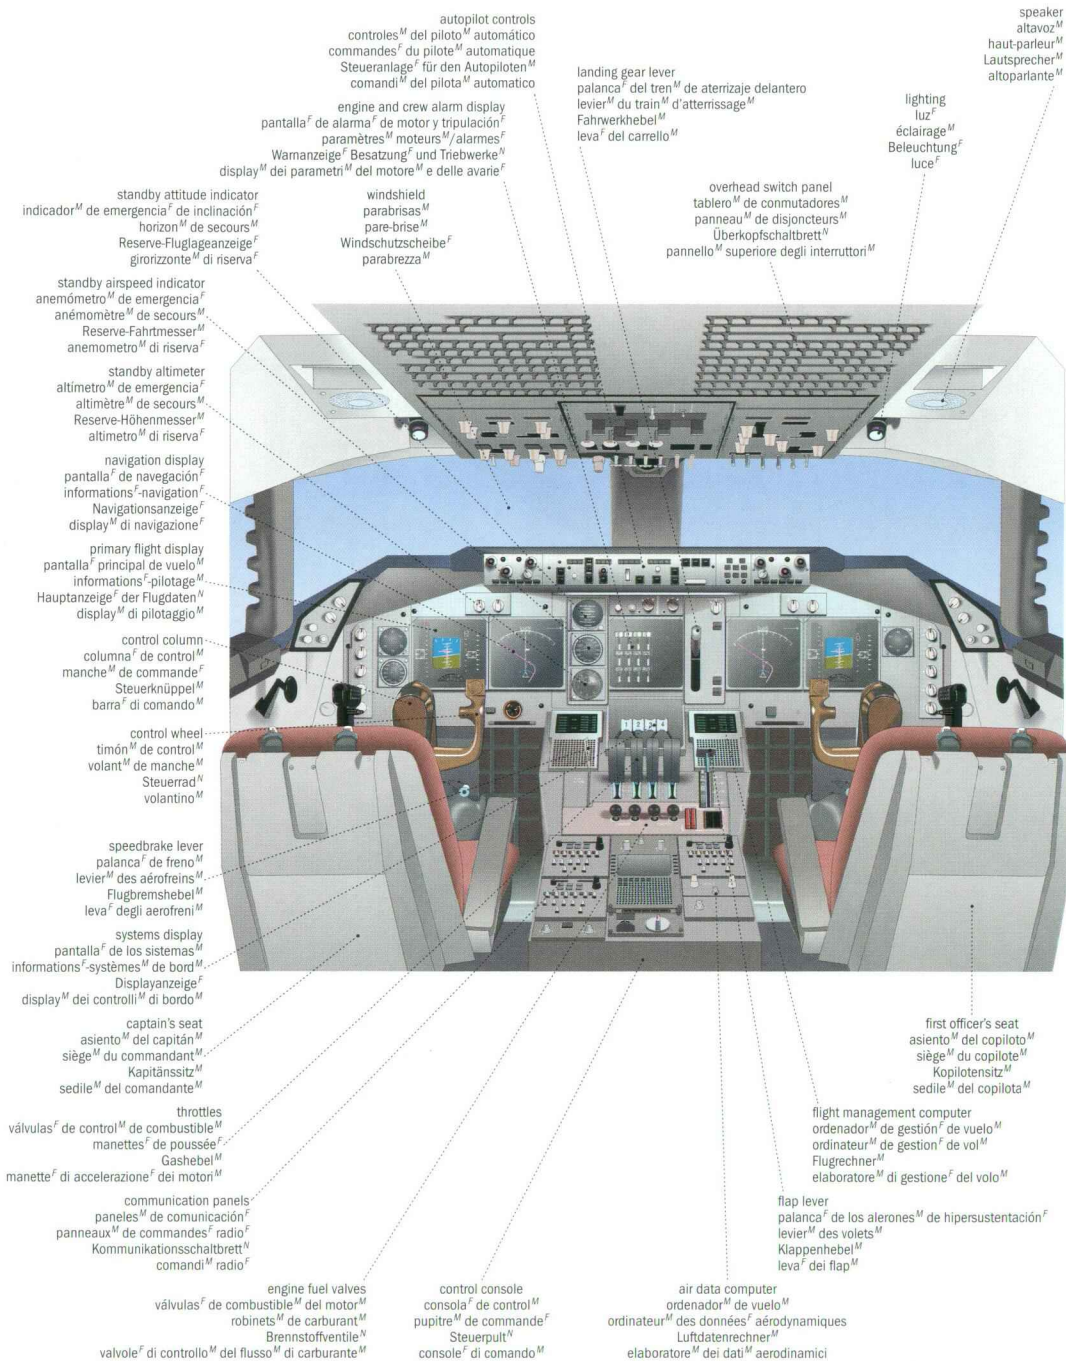 autopilot controls
controles^M del piloto^M automático
commandes^F du pilote^M automatique
Steueranlage^F für den Autopiloten^M
comandi^M del pilota^M automatico
speaker
altavoz^M
haut-parleur^M
Lautsprecher^M
altoparlante^M
landing gear lever
palanca^F del tren^M de aterrizaje delantero
levier^M du train^M d'atterrissage^M
Fahrwerkhebel^M
leva^F del carrello^M
lighting
luz^F
éclairage^M
Beleuchtung^F
luce^F
engine and crew alarm display
pantalla^F de alarma^F de motor y tripulación^F
paramètres^M moteurs^M/alarmes^F
Warnanzeige^F Besatzung^F und Triebwerke^N
display^M dei parametri^M del motore^M e delle avarie^F
standby attitude indicator
indicador^M de emergencia^F de inclinación^F
horizon^M de secours^M
Reserve-Fluglageanzeige^F
girorizzonte^M di riserva^F
windshield
parabrisas^M
pare-brise^M
Windschutzscheibe^F
parabrezza^M
overhead switch panel
tablero^M de conmutadores^M
panneau^M de disjoncteurs^M
Überkopfschaltbrett^N
pannello^M superiore degli interruttori^M
standby airspeed indicator
anemómetro^M de emergencia^F
anémomètre^M de secours^M
Reserve-Fahrtmesser^M
anemometro^M di riserva^F
standby altimeter
altímetro^M de emergencia^F
altimètre^M de secours^M
Reserve-Höhenmesser^M
altimetro^M di riserva^F
navigation display
pantalla^F de navegación^F
informations^F-navigation^F
Navigationsanzeige^F
display^M di navigazione^F
primary flight display
pantalla^F principal de vuelo^M
informations^F-pilotage^M
Hauptanzeige^F der Flugdaten^N
display^M di pilotaggio^M
control column
columna^F de control^M
manche^M de commande^F
Steuerknüppel^M
barra^F di comando^M
control wheel
timón^M de control^M
volant^M de manche^M
Steuerrad^N
volantino^M
speedbrake lever
palanca^F de freno^M
levier^M des aérofreins^M
Flugbremshebel^M
leva^F degli aerofreni^M
systems display
pantalla^F de los sistemas^M
informations^F-systèmes^M de bord^M
Displayanzeige^F
display^M dei controlli^M di bordo^M
captain's seat
asiento^M del capitán^M
siège^M du commandant^M
Kapitänssitz^M
sedile^M del comandante^M
first officer's seat
asiento^M del copiloto^M
siège^M du copilote^M
Kopilotensitz^M
sedile^M del copilota^M
throttles
válvulas^F de control^M de combustible^M
manettes^F de poussée^F
Gashebel^M
manette^F di accelerazione^F dei motori^M
flight management computer
ordenador^M de gestión^F de vuelo^M
ordinateur^M de gestion^F de vol^M
Flugrechner^M
elaboratore^M di gestione^F del volo^M
communication panels
paneles^M de comunicación^F
panneaux^M de commandes^F radio^F
Kommunikationsschaltbrett^N
comandi^M radio^F
flap lever
palanca^F de los alerones^M de hipersustentación^F
levier^M des volets^M
Klappenhebel^M
leva^F dei flap^M
engine fuel valves
válvulas^F de combustible^M del motor^M
robinets^M de carburant^M
Brennstoffventile^N
valvole^F di controllo^M del flusso^M di carburante^M
control console
consola^F de control^M
pupitre^M de commande^F
Steuerpult^N
console^F di comando^M
air data computer
ordenador^M de vuelo^M
ordinateur^M des données^F aérodynamiques
Luftdatenrechner^M
elaboratore^M dei dati^M aerodinamici